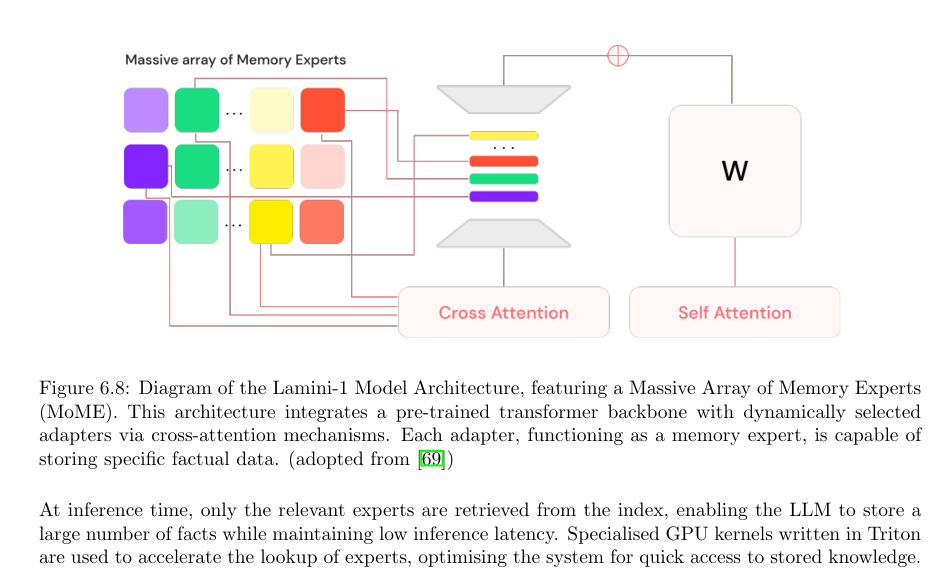 Massive array of Memory Experts
...
...
...
...
W
Cross Attention
Self Attention
Figure 6.8: Diagram of the Lamini-1 Model Architecture, featuring a Massive Array of Memory Experts
(MoME). This architecture integrates a pre-trained transformer backbone with dynamically selected
adapters via cross-attention mechanisms. Each adapter, functioning as a memory expert, is capable of
storing specific factual data. (adopted from [69])
At inference time, only the relevant experts are retrieved from the index, enabling the LLM to store a
large number of facts while maintaining low inference latency. Specialised GPU kernels written in Triton
are used to accelerate the lookup of experts, optimising the system for quick access to stored knowledge.